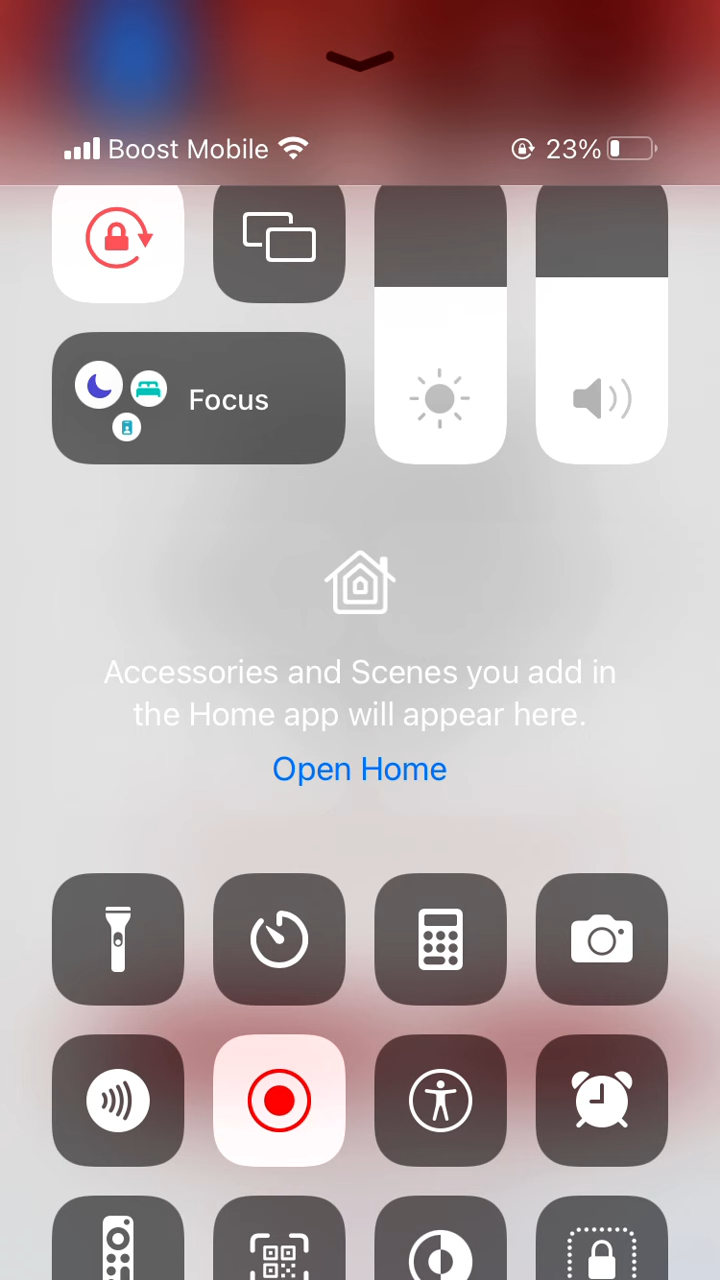 Boost Mobile 23%
Focus
Accessories and Scenes you add in
the Home app will appear here.
Open Home